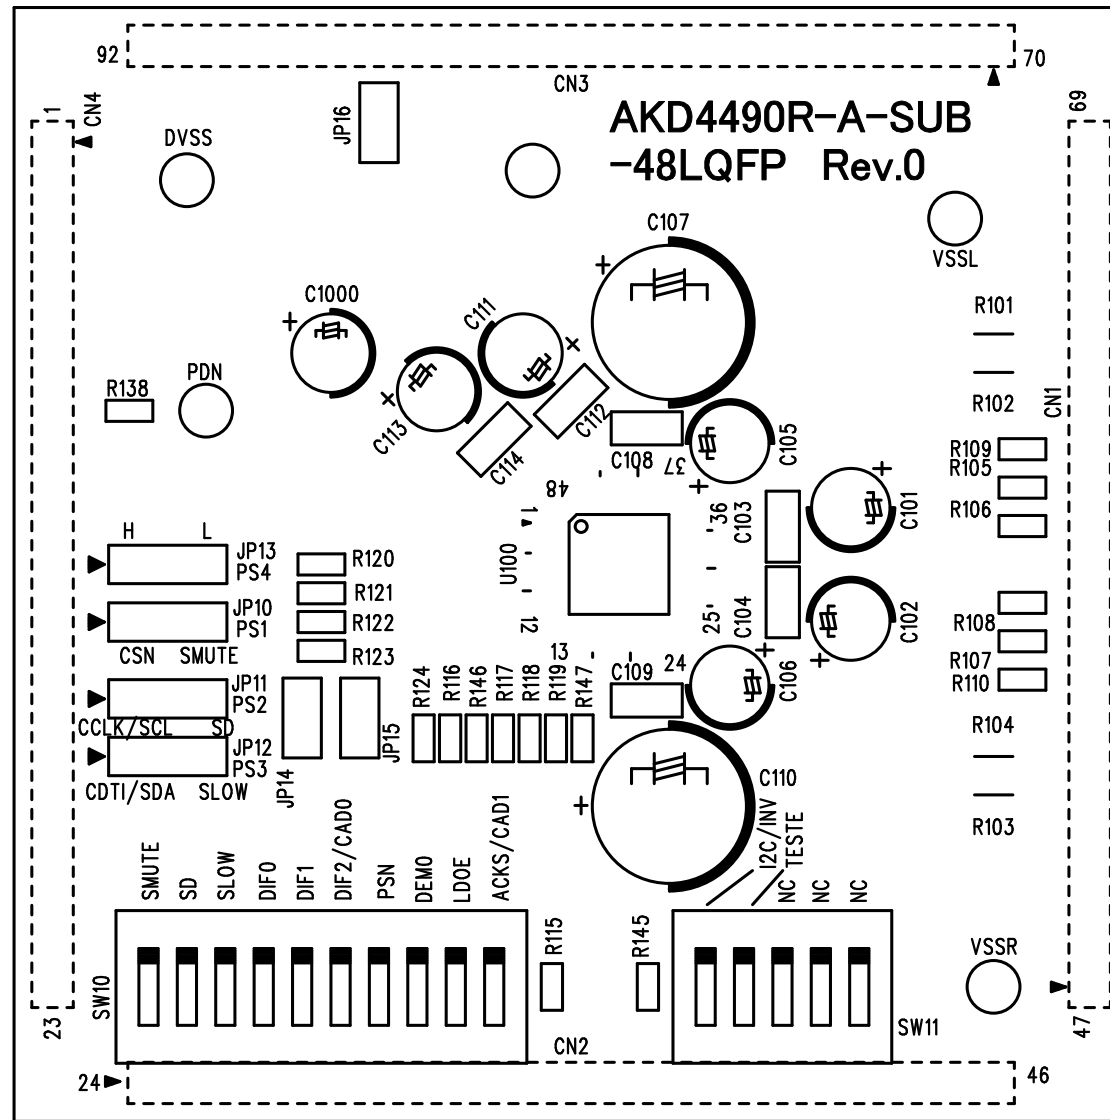 92
70
CN3
AKD4490R-A-SUB
-48LQFP Rev.0
1
CN4
JP16
69
DVSS
VSSL
C107
C1000
C111
R101
PDN
R138
R102
CN1
C113
C112
C114
C108
37
C105
R109
R105
R106
48
C101
C103
36
1
H L
JP13
PS4
R120
U100
R121
JP10
PS1
R122
CSN SMUTE
R123
12
13
25
C104
C102
24
C109
C106
R108
R107
R110
JP11
PS2
CCLK/SCL SD
JP12
PS3
CDTI/SDA SLOW
JP14
JP15
R124
R116
R146
R117
R118
R119
R147
C110
R104
R103
SMUTE
SD
SLOW
DIF0
DIF1
DIF2/CAD0
PSN
DEM0
LDOE
ACKS/CAD1
I2C/INV
TESTE
NC
NC
NC
R115
R145
VSSR
SW10
SW11
23
47
CN2
24
46